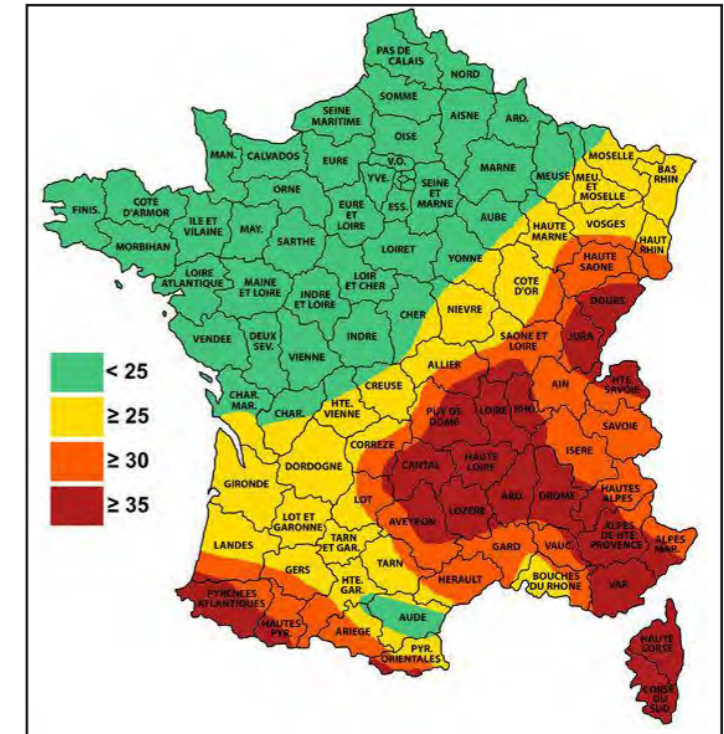 PAS DE
CALAIS
NORD
SOMME
SEINE
MARITIME
AISNE
ARD.
OISE
MAN.
CALVADOS
EURE
V.O.
YVE.
ESS.
SEINE
ET
MARNE
MARNE
MEUSE
MOSELLE
MEU.
ET
MOSELLE
BAS
RHIN
ORNE
FINIS.
COTE
D'ARMOR
ILE ET
VILAINE
MAY.
EURE
ET
LOIRE
AUBE
HAUTE
MARNE
VOSGES
HAUT
RHIN
MORBIHAN
SARTHE
LOIRET
YONNE
HAUTE
SAONE
LOIRE
ATLANTIQUE
MAINE
ET LOIRE
INDRE
ET LOIRE
LOIR
ET CHER
CHER
NIEVRE
COTE
D'OR
DOUBS
VENDEE
DEUX
SEV.
VIENNE
INDRE
SAONE ET
LOIRE
JURA
ALLIER
CREUSE
< 25
≥ 25
≥ 30
≥ 35
CHAR.
MAR.
CHAR.
HTE.
VIENNE
PUY DE
DOME
LOIRE
RHO.
AIN
HTE.
SAVOIE
SAVOIE
CORREZE
DORDOGNE
CANTAL
HAUTE
LOIRE
ISERE
GIRONDE
LOT
ARD.
DROME
HAUTES
ALPES
LOT ET
GARONNE
AVEYRON
LOZERE
ALPES
DE HTE
PROVENCE
ALPES
MAR.
LANDES
TARN
ET GAR.
TARN
GARD
VAUC.
GERS
HTE.
GAR.
HERAULT
BOUCHES
DU RHONE
VAR
PYRENEES
ATLANTIQUES
HAUTES
PYR.
ARIEGE
AUDE
PYR.
ORIENTALES
HAUTE
CORSE
CORSE
DU
SUD